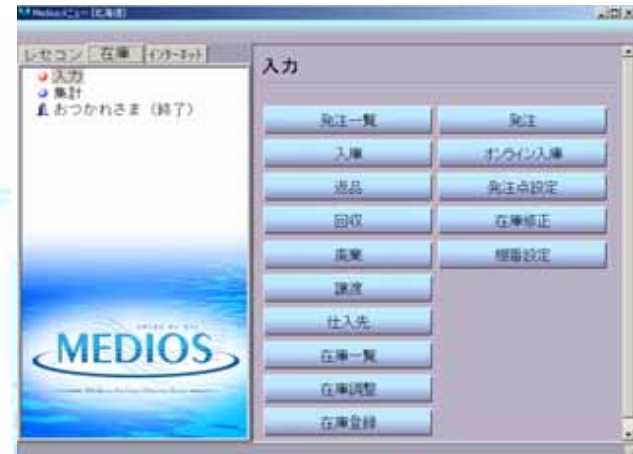 Mediosメニュー [北海道]
レセコン 在庫 インターネット
入力
集計
おつかれさま (終了)
MEDIOS
入力
発注一覧 発注
入庫 オンライン入庫
返品 発注点設定
回収 在庫修正
廃棄 棚番設定
譲渡
仕入先
在庫一覧
在庫調整
在庫登録